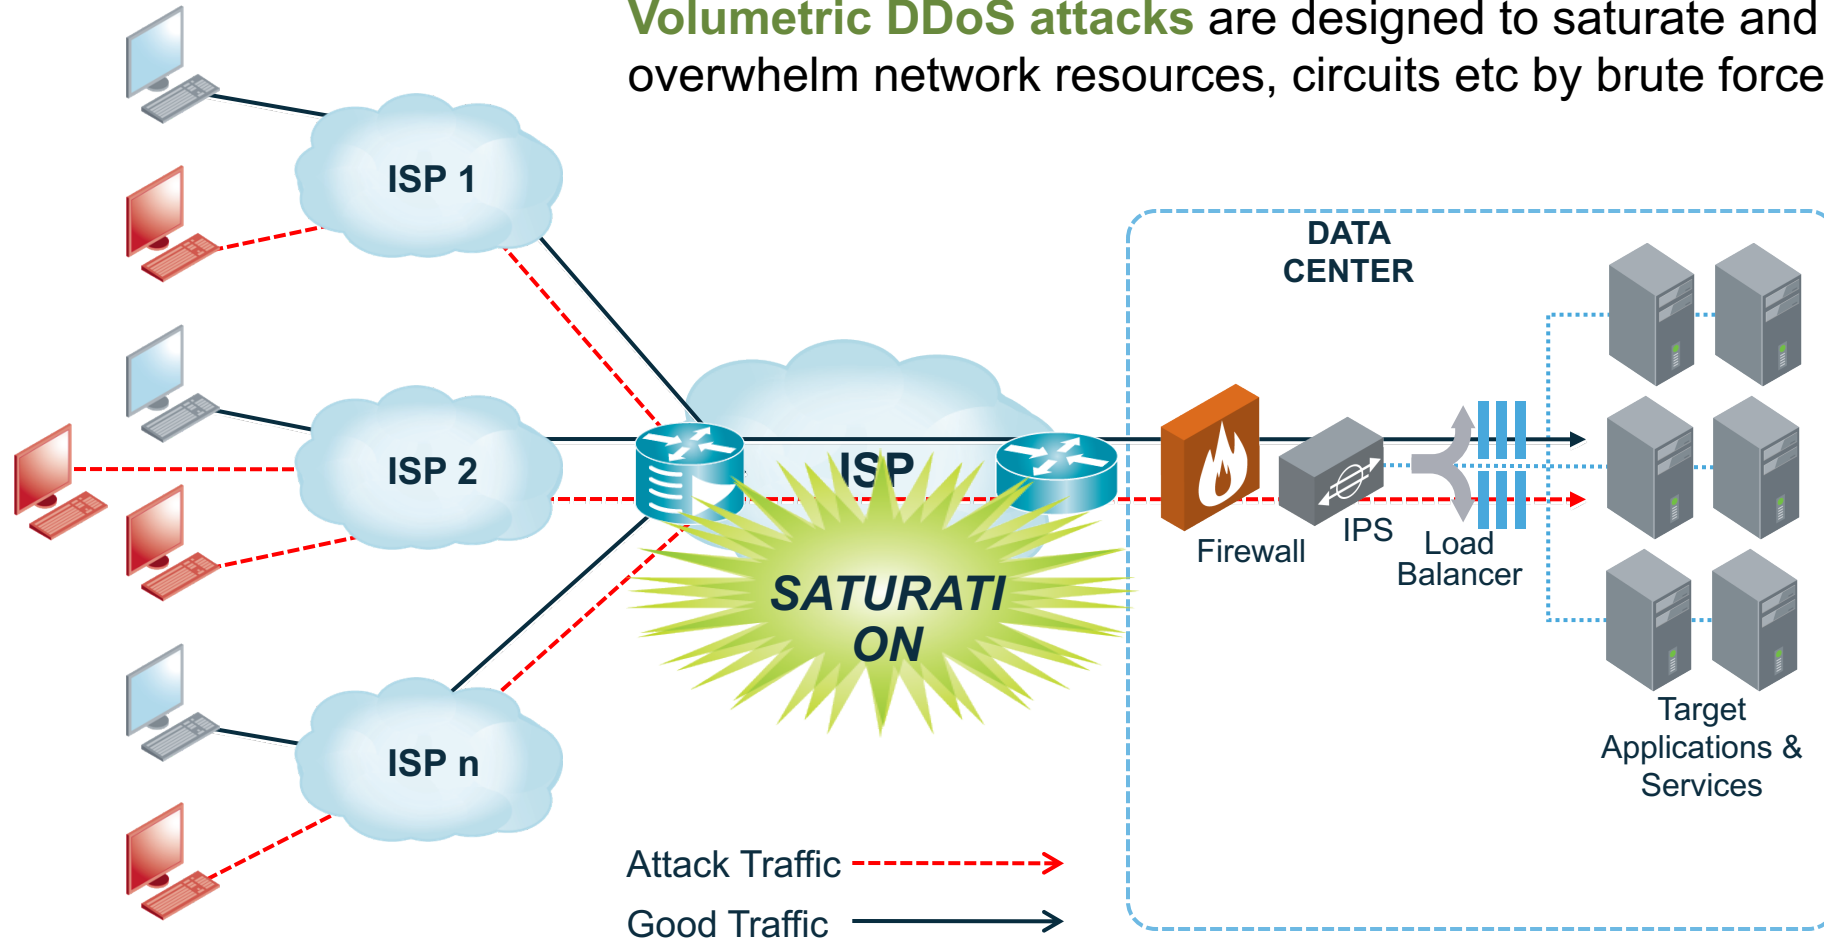 Volumetric DDoS attacks are designed to saturate and
overwhelm network resources, circuits etc by brute force
ISP 1
DATA
CENTER
ISP 2
ISP
Firewall
IPS
Load
Balancer
SATURATI
ON
ISP n
Target
Applications &
Services
Attack Traffic
Good Traffic